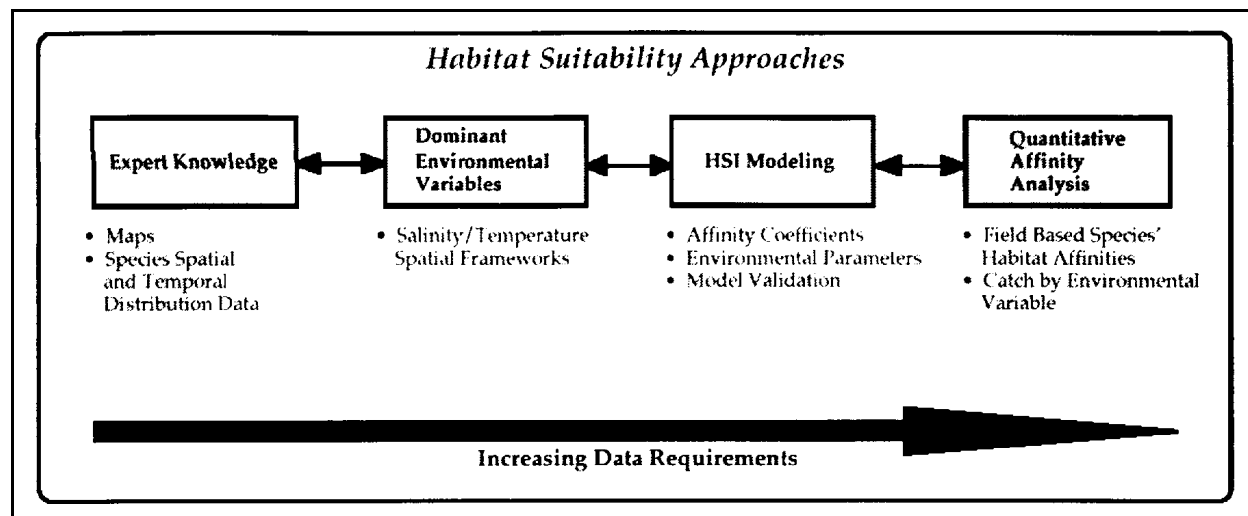 Habitat Suitability Approaches
Expert Knowledge
Dominant
Environmental
Variables
HSI Modeling
Quantitative
Affinity
Analysis
• Maps
• Species Spatial
and Temporal
Distribution Data
• Salinity/Temperature
Spatial Frameworks
• Affinity Coefficients
• Environmental Parameters
• Model Validation
• Field Based Species'
Habitat Affinities
• Catch by Environmental
Variable
Increasing Data Requirements